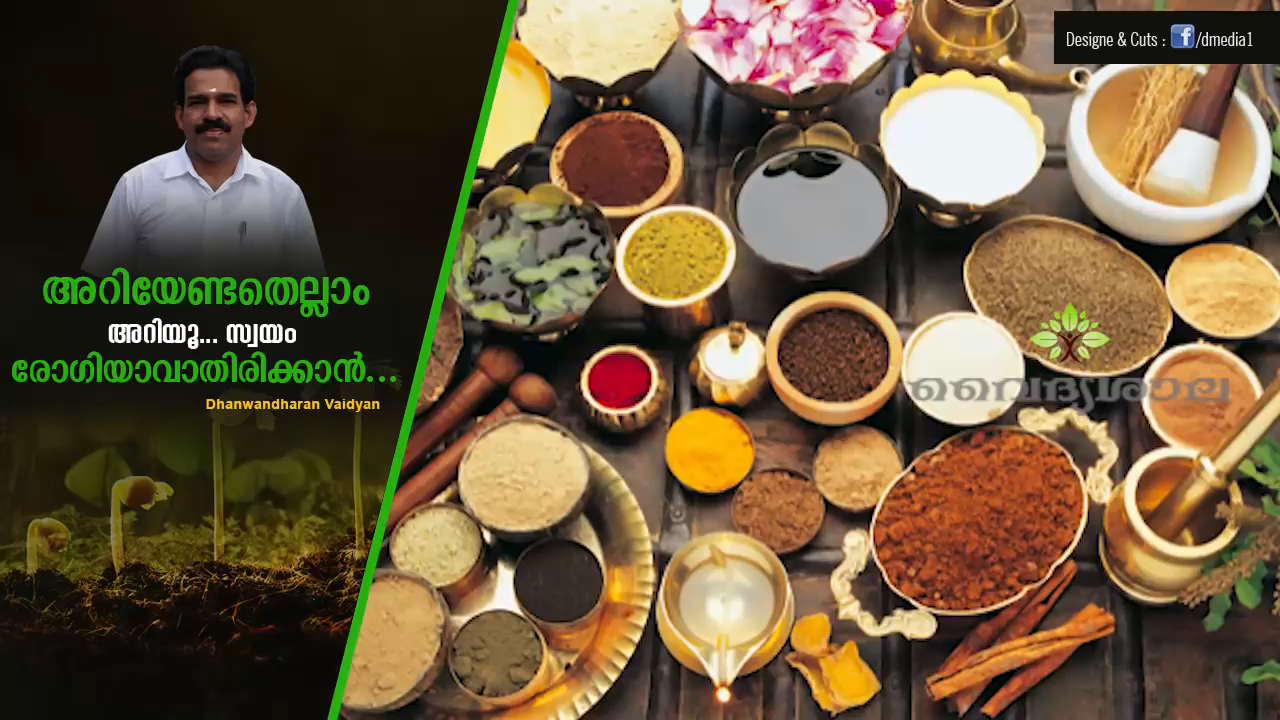 Designe & Cuts : /dmedia1
അറിയേണ്ടതെല്ലാം
അറിയൂ... സ്വയം
രോഗിയാവാതിരിക്കാൻ...
Dhanwandharan Vaidyan
വൈദ്യശാല